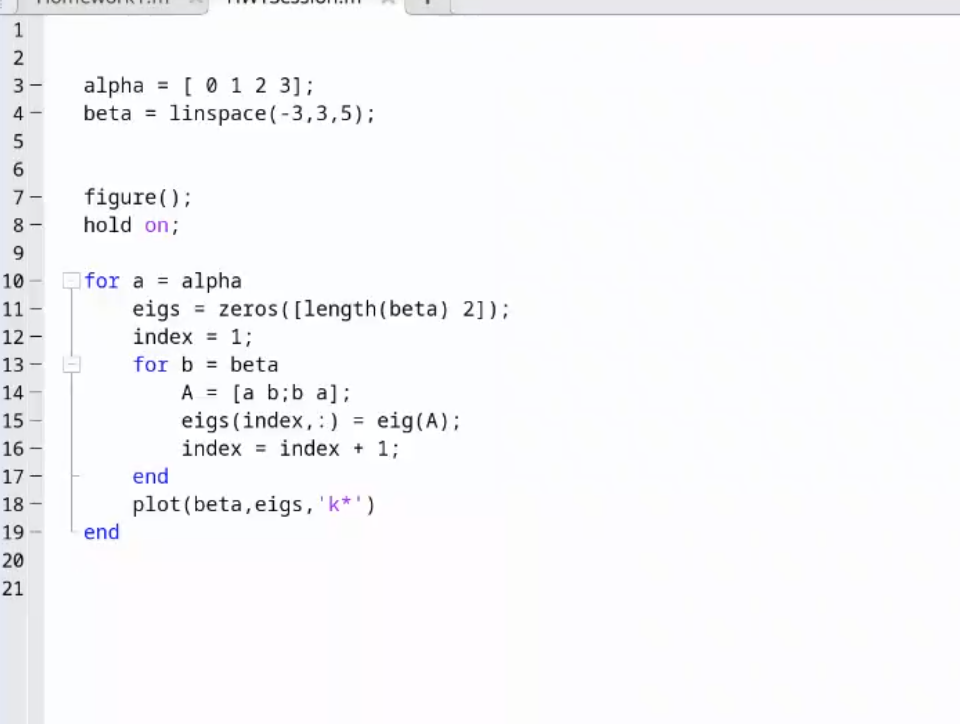 1
2
3 alpha = [ 0 1 2 3];
4 beta = linspace(-3,3,5);
5
6
7 figure();
8 hold on;
9
10 for a = alpha
11 eigs = zeros([length(beta) 2]);
12 index = 1;
13 for b = beta
14 A = [a b;b a];
15 eigs(index,:) = eig(A);
16 index = index + 1;
17 end
18 plot(beta,eigs,'k*')
19 end
20
21